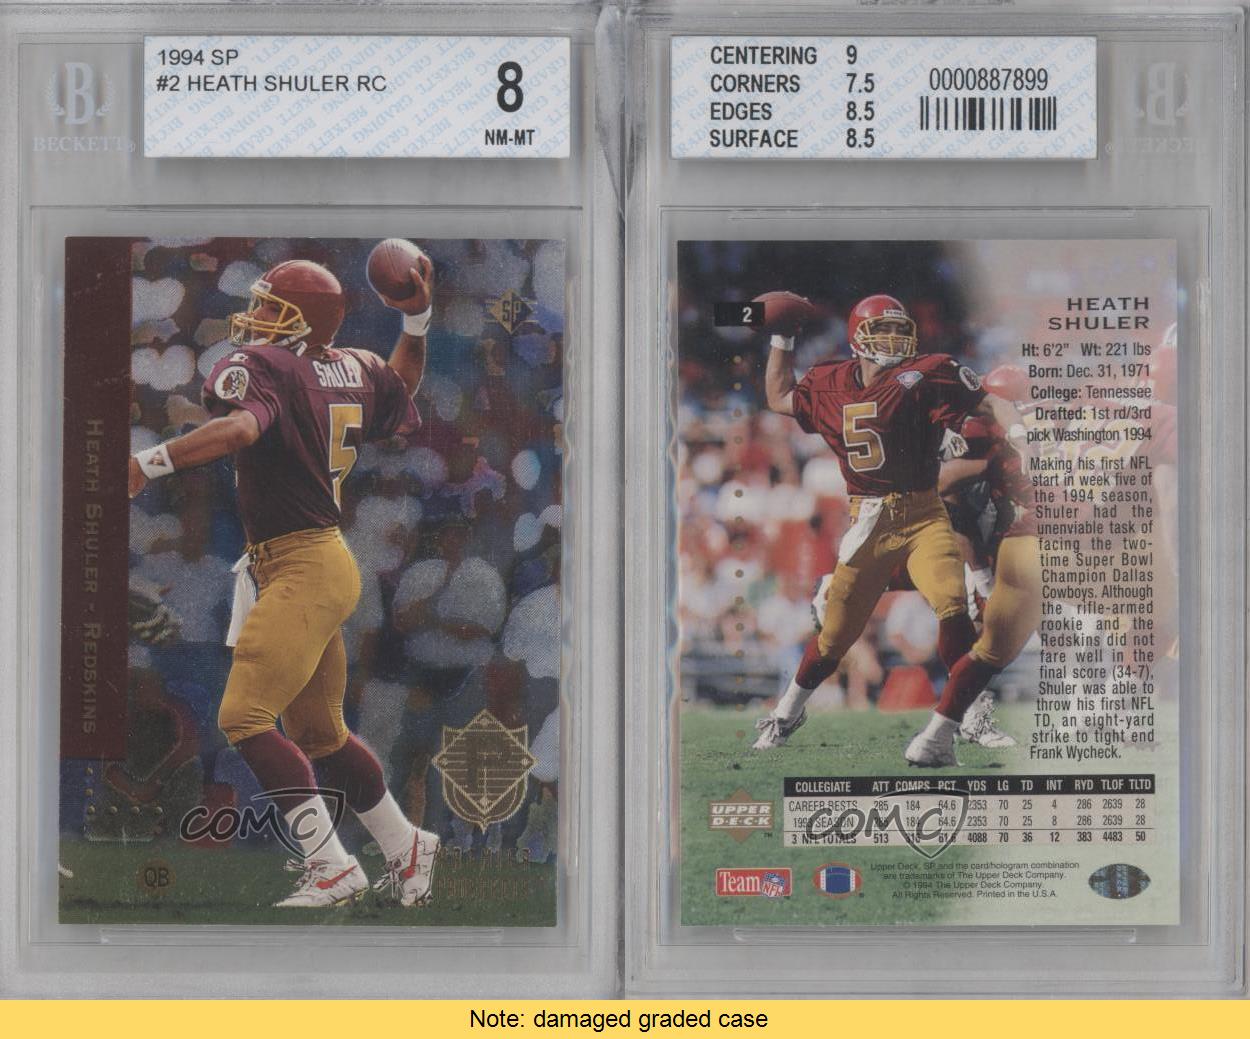 BECKETT®
1994 SP
#2 HEATH SHULER RC
8
NM-MT
SP
SHULER
5
HEATH SHULER - REDSKINS
QB
COMC
CENTERING 9
CORNERS 7.5
EDGES 8.5
SURFACE 8.5
0000887899
2
5
HEATH
SHULER
Ht: 6'2" Wt: 221 lbs
Born: Dec. 31, 1971
College: Tennessee
Drafted: 1st rd/3rd
pick Washington 1994
Making his first NFL
start in week five of
the 1994 season,
Shuler had the
unenviable task of
facing the two-
time Super Bowl
Champion Dallas
Cowboys. Although
the rifle-armed
rookie and the
Redskins did not
fare well in the
final score (34-7),
Shuler was able to
throw his first NFL
TD, an eight-yard
strike to tight end
Frank Wycheck.
COLLEGIATE ATT COMPS PCT YDS LG TD INT RYD TLOF TLTD
CAREER BESTS 285 184 64.6 2353 70 25 4 286 2639 28
1993 SEASON 285 184 64.6 2353 70 25 8 286 2639 28
3 NFL TOTALS 513 316 61.6 4088 70 36 12 383 4483 50
UPPER
DECK
™
COMC
Team NFL
Upper Deck, SP and the card/hologram combination
are trademarks of The Upper Deck Company.
© 1994 The Upper Deck Company.
All Rights Reserved. Printed in the U.S.A.
Note: damaged graded case